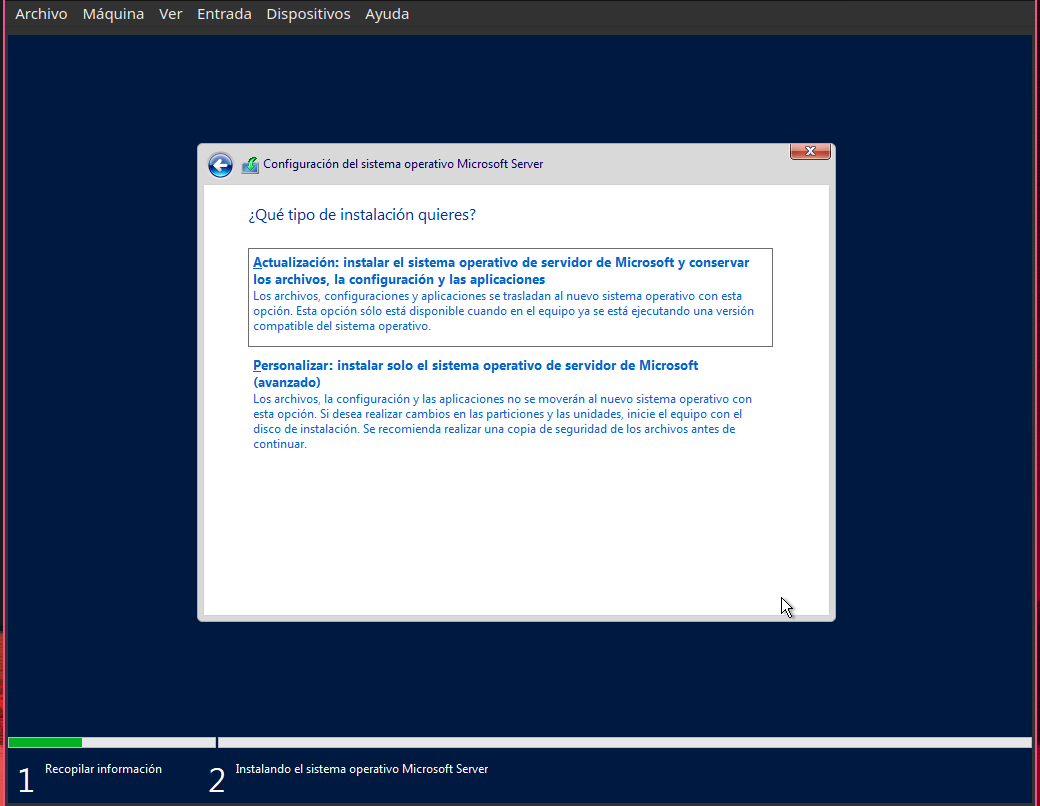 Archivo Máquina Ver Entrada Dispositivos Ayuda
Configuración del sistema operativo Microsoft Server
¿Qué tipo de instalación quieres?
Actualización: instalar el sistema operativo de servidor de Microsoft y conservar
los archivos, la configuración y las aplicaciones
Los archivos, configuraciones y aplicaciones se trasladan al nuevo sistema operativo con esta
opción. Esta opción sólo está disponible cuando en el equipo ya se está ejecutando una versión
compatible del sistema operativo.
Personalizar: instalar solo el sistema operativo de servidor de Microsoft
(avanzado)
Los archivos, la configuración y las aplicaciones no se moverán al nuevo sistema operativo con
esta opción. Si desea realizar cambios en las particiones y las unidades, inicie el equipo con el
disco de instalación. Se recomienda realizar una copia de seguridad de los archivos antes de
continuar.
1 Recopilar información
2 Instalando el sistema operativo Microsoft Server